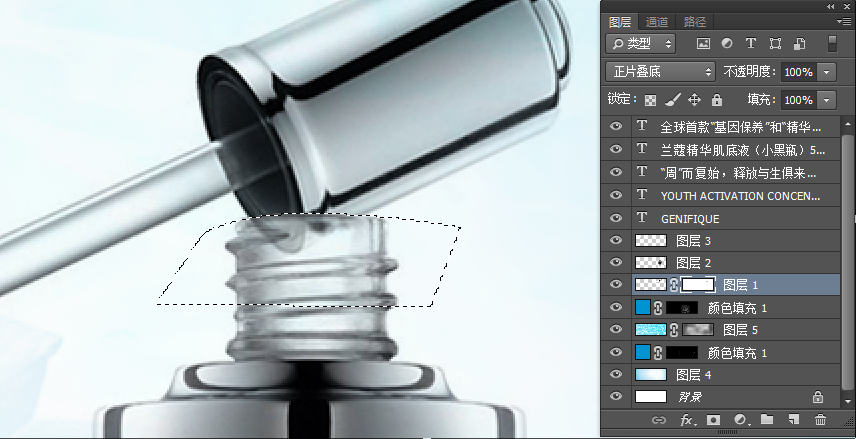 图层 通道 路径
类型
正片叠底 不透明度: 100%
锁定: 填充: 100%
T 全球首款“基因保养”和“精华...
T 兰蔻精华肌底液（小黑瓶）5...
T “周”而复始，释放与生俱来...
T YOUTH ACTIVATION CONCEN...
T GENIFIQUE
图层 3
图层 2
图层 1
颜色填充 1
图层 5
颜色填充 1
图层 4
背景
fx